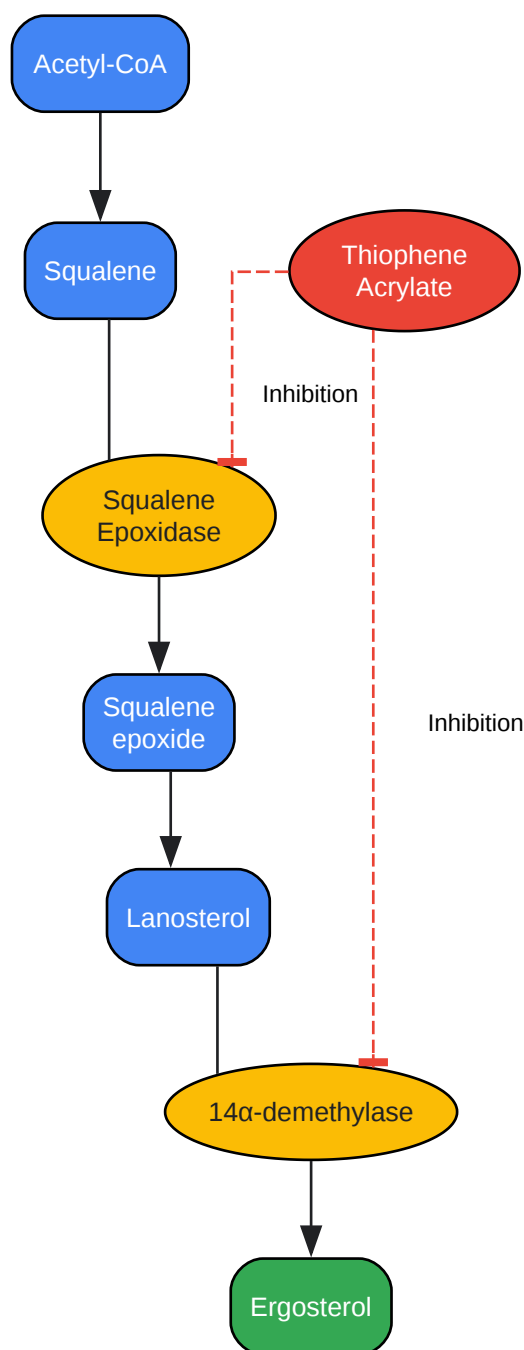 Acetyl-CoA
Squalene
Thiophene
Acrylate
Inhibition
Squalene
Epoxidase
Squalene
epoxide
Inhibition
Lanosterol
14α-demethylase
Ergosterol